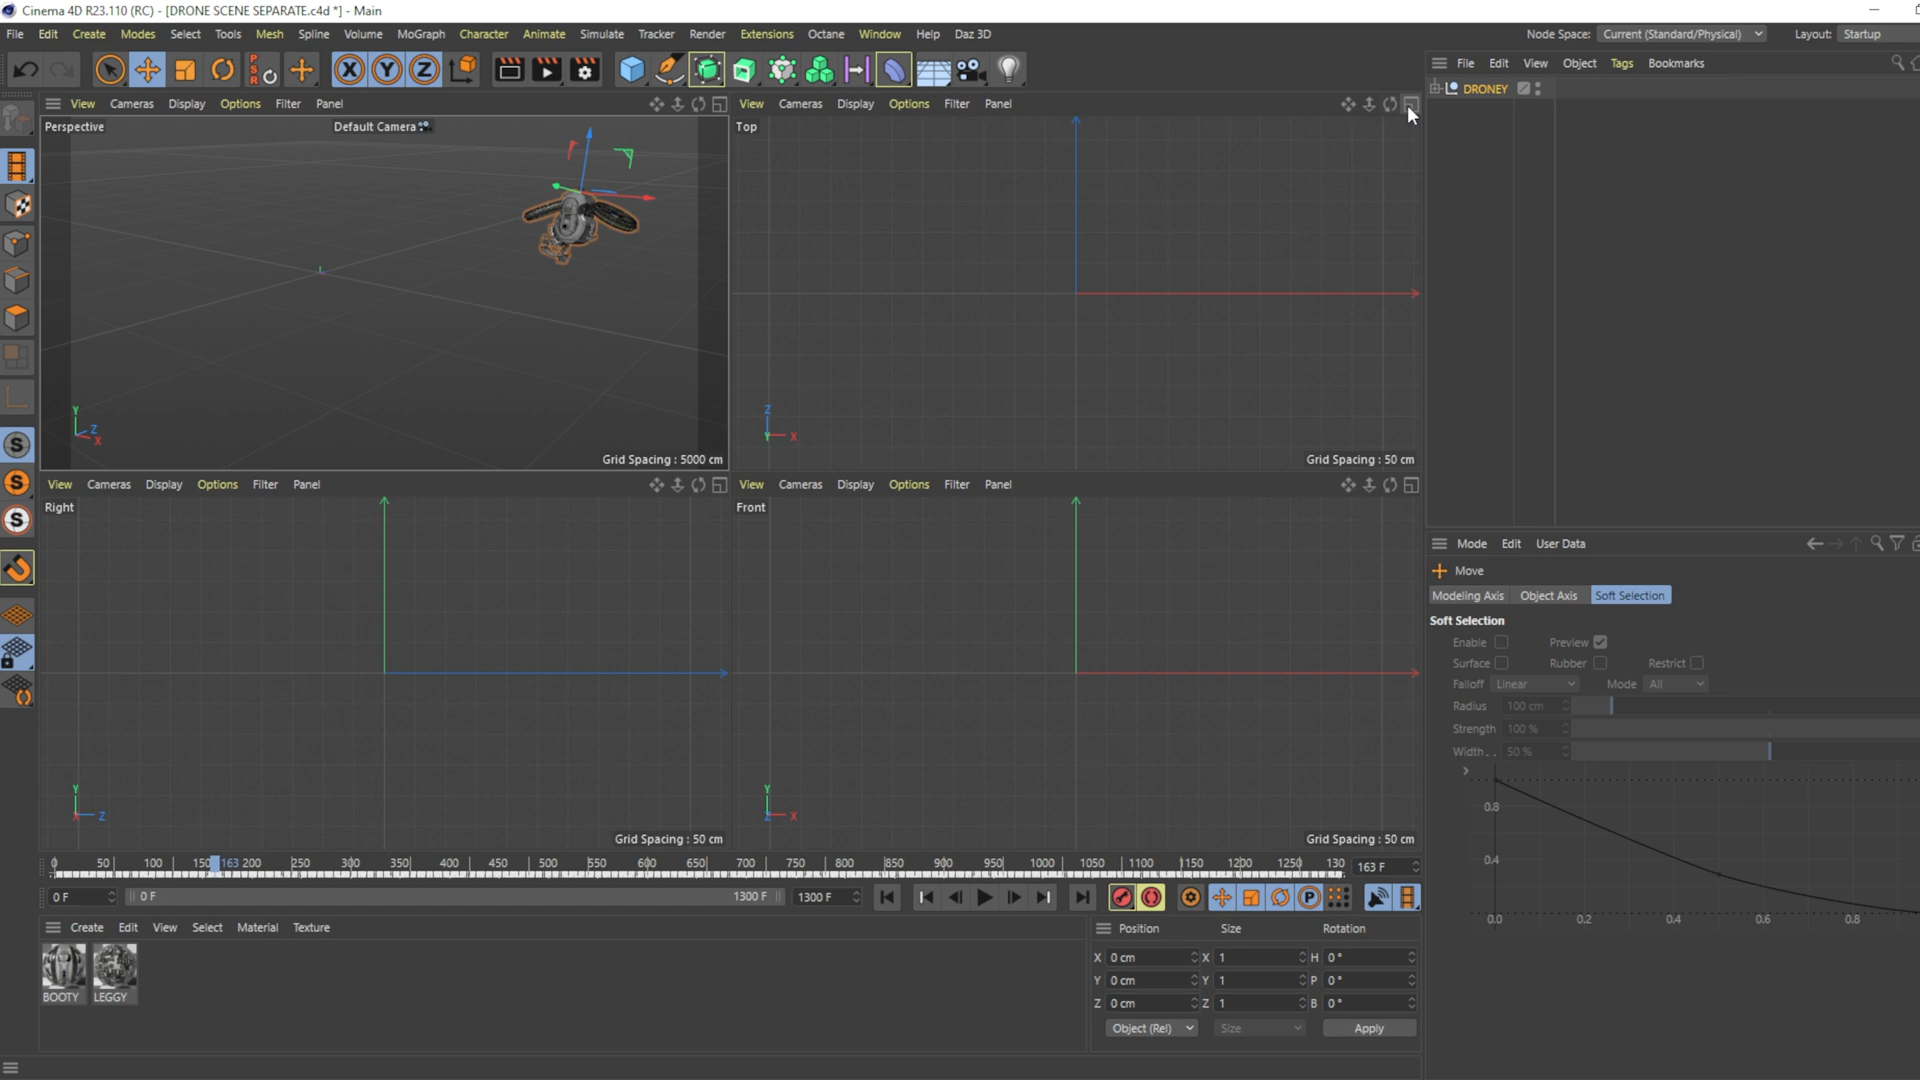 Cinema 4D R23.110 (RC) - [DRONE SCENE SEPARATE.c4d *] - Main
File Edit Create Modes Select Tools Mesh Spline Volume MoGraph Character Animate Simulate Tracker Render Extensions Octane Window Help Daz 3D Node Space: Current (Standard/Physical) Layout: Startup
X Y Z PSR
File Edit View Object Tags Bookmarks
DRONEY
View Cameras Display Options Filter Panel
Perspective Default Camera
Y Z X
Grid Spacing : 5000 cm
View Cameras Display Options Filter Panel
Top
Z Y X
Grid Spacing : 50 cm
View Cameras Display Options Filter Panel
Right
Y X Z
Grid Spacing : 50 cm
View Cameras Display Options Filter Panel
Front
Y Z X
Grid Spacing : 50 cm
S
S
S
Mode Edit User Data
Move
Modeling Axis Object Axis Soft Selection
Soft Selection
Enable Preview
Surface Rubber Restrict
Falloff Linear Mode All
Radius 100 cm
Strength 100 %
Width . . 50 %
0.8
0.4
0.0 0.2 0.4 0.6 0.8
0 50 100 150 163 200 250 300 350 400 450 500 550 600 650 700 750 800 850 900 950 1000 1050 1100 1150 1200 1250 130 163 F
0 F 0 F 1300 F 1300 F P
Create Edit View Select Material Texture
BOOTY LEGGY
Position Size Rotation
X 0 cm X 1 H 0 °
Y 0 cm Y 1 P 0 °
Z 0 cm Z 1 B 0 °
Object (Rel) Size Apply